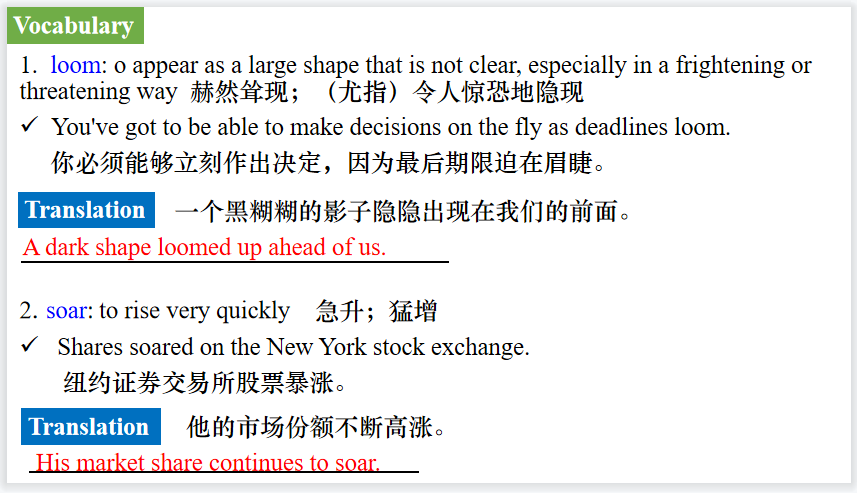 Vocabulary
1. loom: o appear as a large shape that is not clear, especially in a frightening or
threatening way 赫然耸现；（尤指）令人惊恐地隐现
✓ You've got to be able to make decisions on the fly as deadlines loom.
你必须能够立刻作出决定，因为最后期限迫在眉睫。
Translation 一个黑糊糊的影子隐隐出现在我们的前面。
A dark shape loomed up ahead of us.
2. soar: to rise very quickly 急升；猛增
✓ Shares soared on the New York stock exchange.
纽约证券交易所股票暴涨。
Translation 他的市场份额不断高涨。
His market share continues to soar.